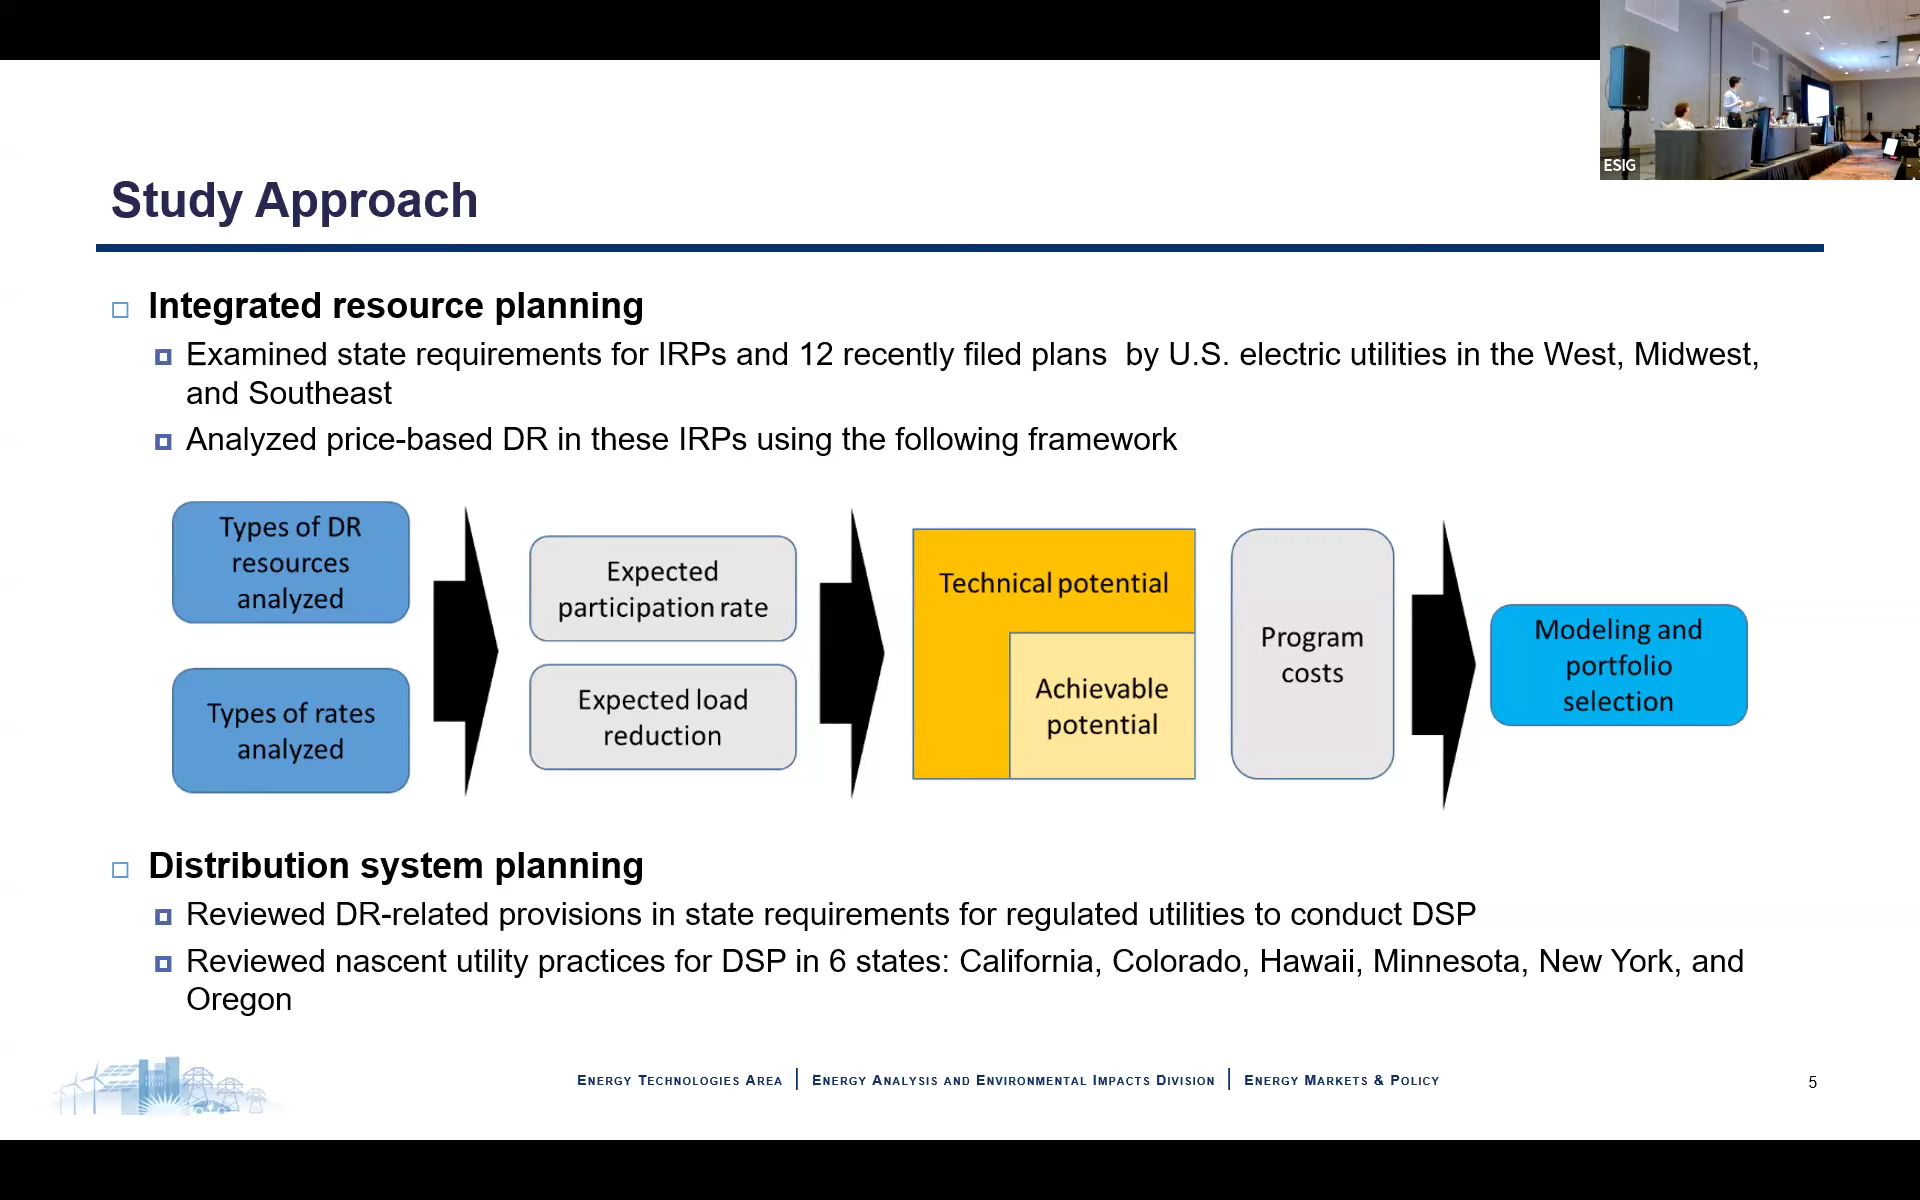 ESIG
Study Approach
Integrated resource planning
Examined state requirements for IRPs and 12 recently filed plans  by U.S. electric utilities in the West, Midwest,
and Southeast
Analyzed price-based DR in these IRPs using the following framework
Types of DR
resources
analyzed
Types of rates
analyzed
Expected
participation rate
Expected load
reduction
Technical potential
Achievable
potential
Program
costs
Modeling and
portfolio
selection
Distribution system planning
Reviewed DR-related provisions in state requirements for regulated utilities to conduct DSP
Reviewed nascent utility practices for DSP in 6 states: California, Colorado, Hawaii, Minnesota, New York, and
Oregon
ENERGY TECHNOLOGIES AREA | ENERGY ANALYSIS AND ENVIRONMENTAL IMPACTS DIVISION | ENERGY MARKETS & POLICY
5